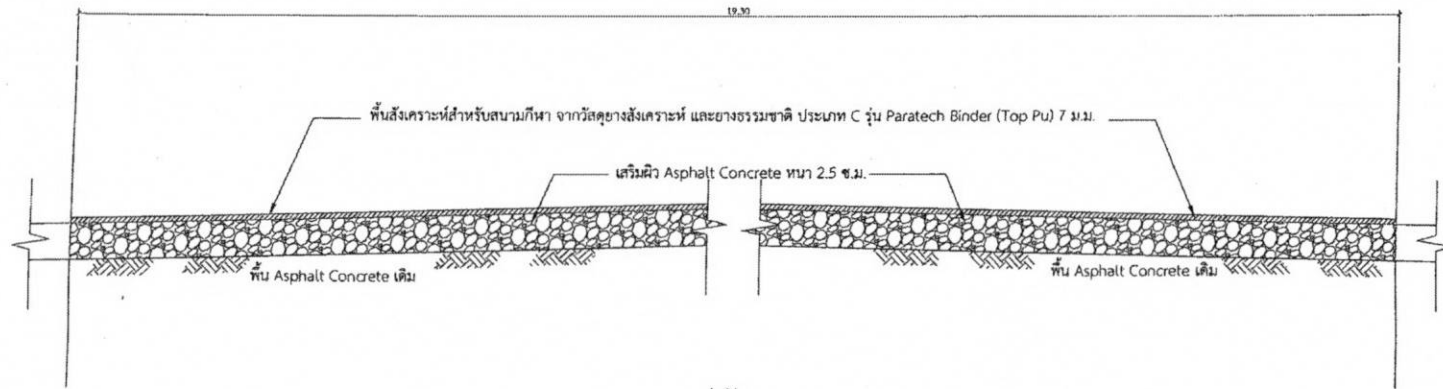 19.30
พื้นสังเคราะห์สำหรับสนามกีฬา จากวัสดุยางสังเคราะห์ และยางธรรมชาติ ประเภท C รุ่น Paratech Binder (Top Pu) 7 ม.ม.
เสริมผิว Asphalt Concrete หนา 2.5 ซ.ม.
พื้น Asphalt Concrete เดิม
พื้น Asphalt Concrete เดิม